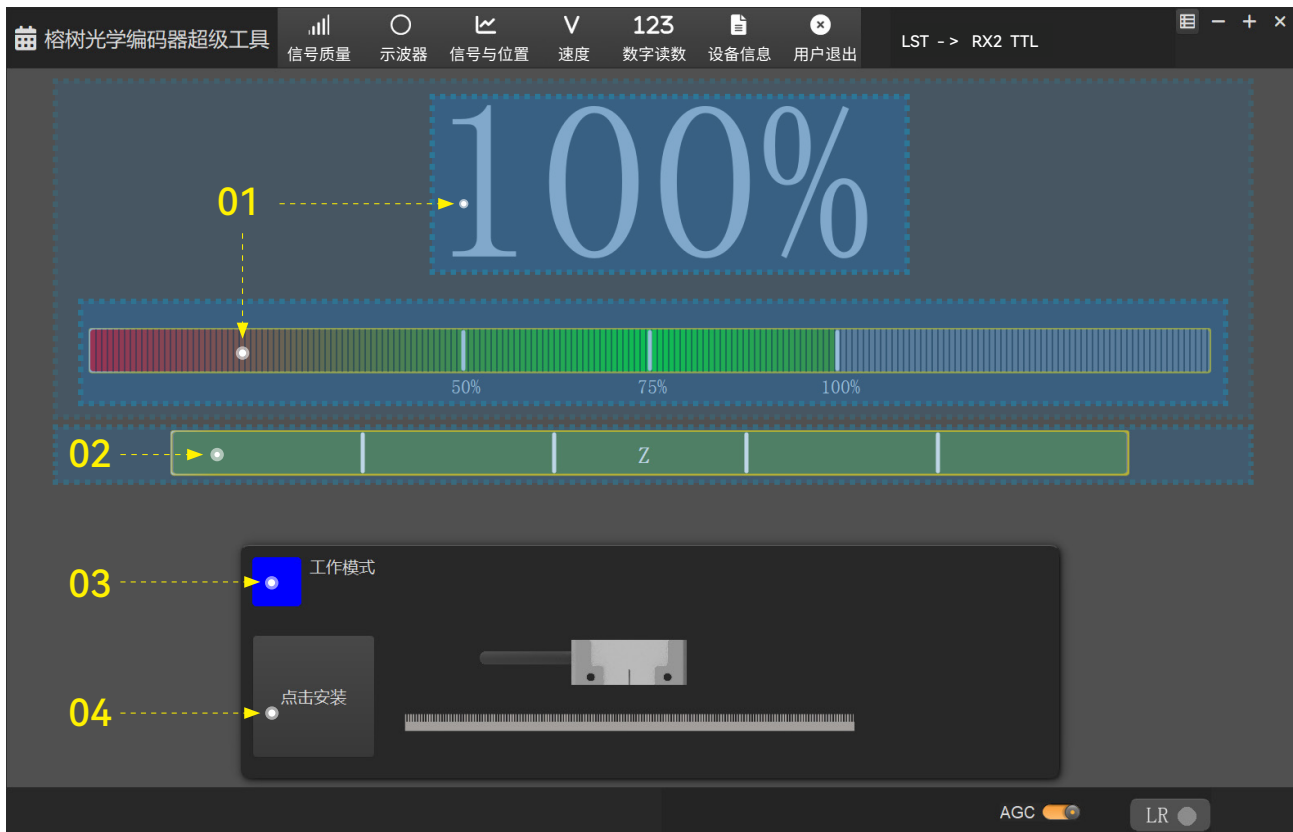 榕树光学编码器超级工具
信号质量 示波器 信号与位置 V 速度 123 数字读数 设备信息 用户退出
LST -> RX2 TTL
100%
01
50% 75% 100%
02 Z
03 工作模式
04 点击安装
AGC LR